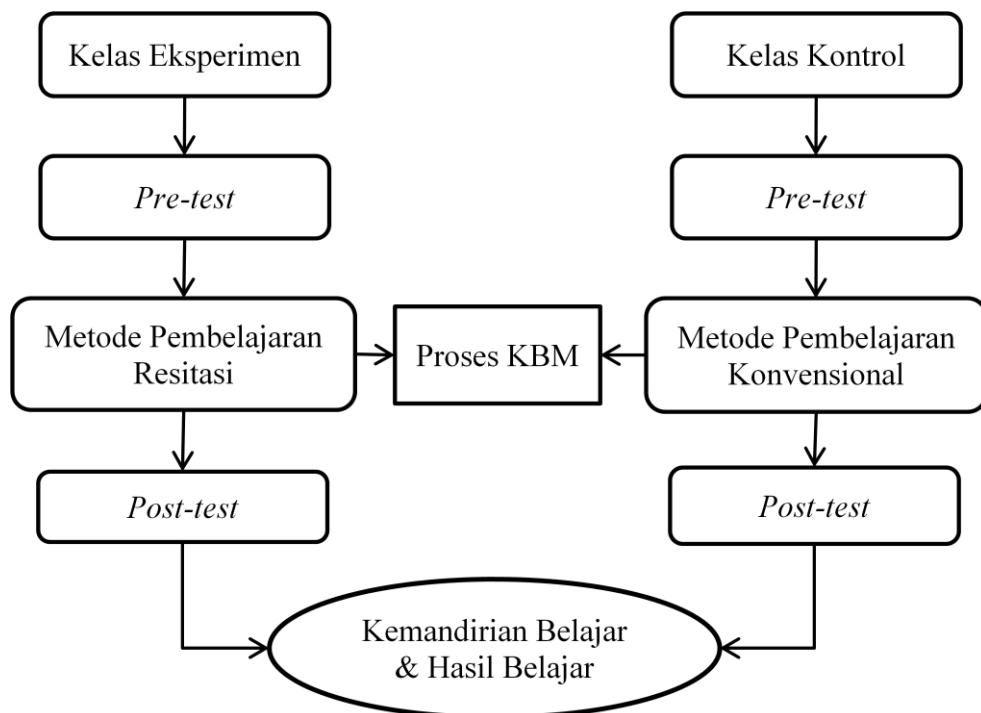 Kelas Eksperimen
Kelas Kontrol
Pre-test
Pre-test
Metode Pembelajaran
Resitasi
Proses KBM
Metode Pembelajaran
Konvensional
Post-test
Post-test
Kemandirian Belajar
& Hasil Belajar